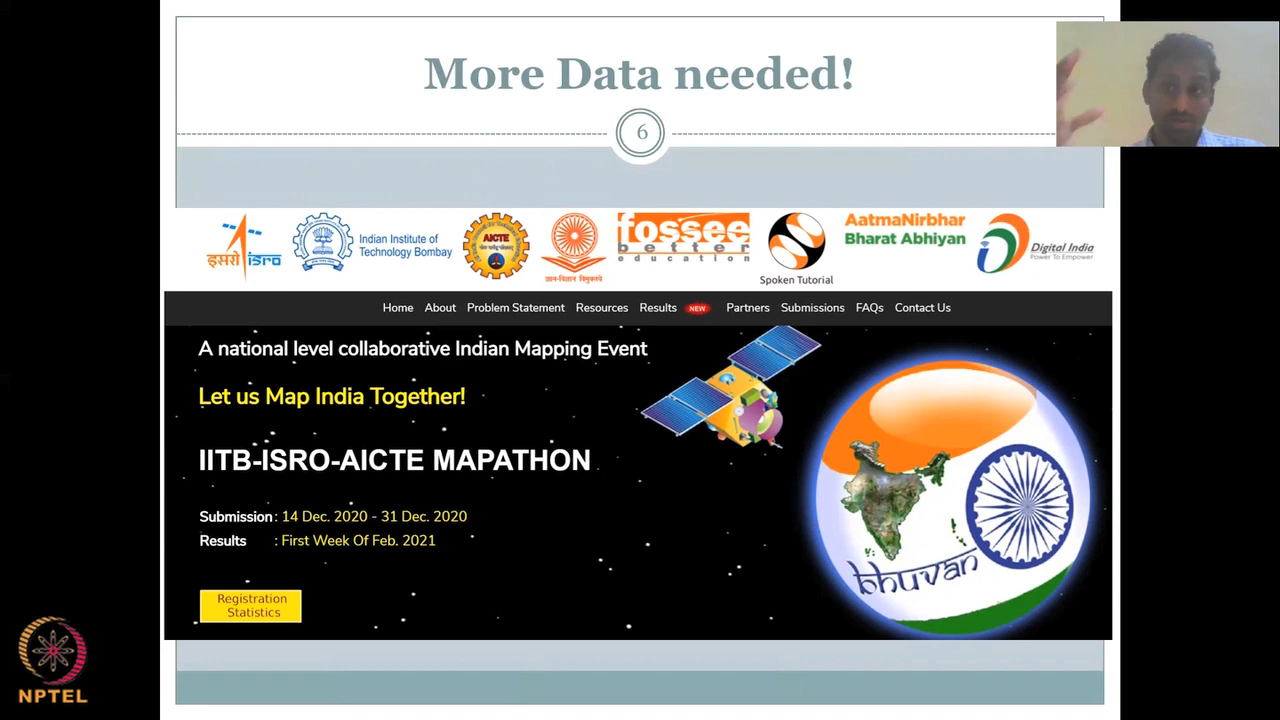 More Data needed!
6
इसरो isro
Indian Institute of
Technology Bombay
AICTE
ज्ञान-विज्ञान विमुक्तये
fossee
better
education
Spoken Tutorial
AatmaNirbhar
Bharat Abhiyan
Digital India
Power To Empower
Home About Problem Statement Resources Results NEW Partners Submissions FAQs Contact Us
A national level collaborative Indian Mapping Event
Let us Map India Together!
IITB-ISRO-AICTE MAPATHON
Submission : 14 Dec. 2020 - 31 Dec. 2020
Results : First Week Of Feb. 2021
Registration
Statistics
bhuvan
NPTEL